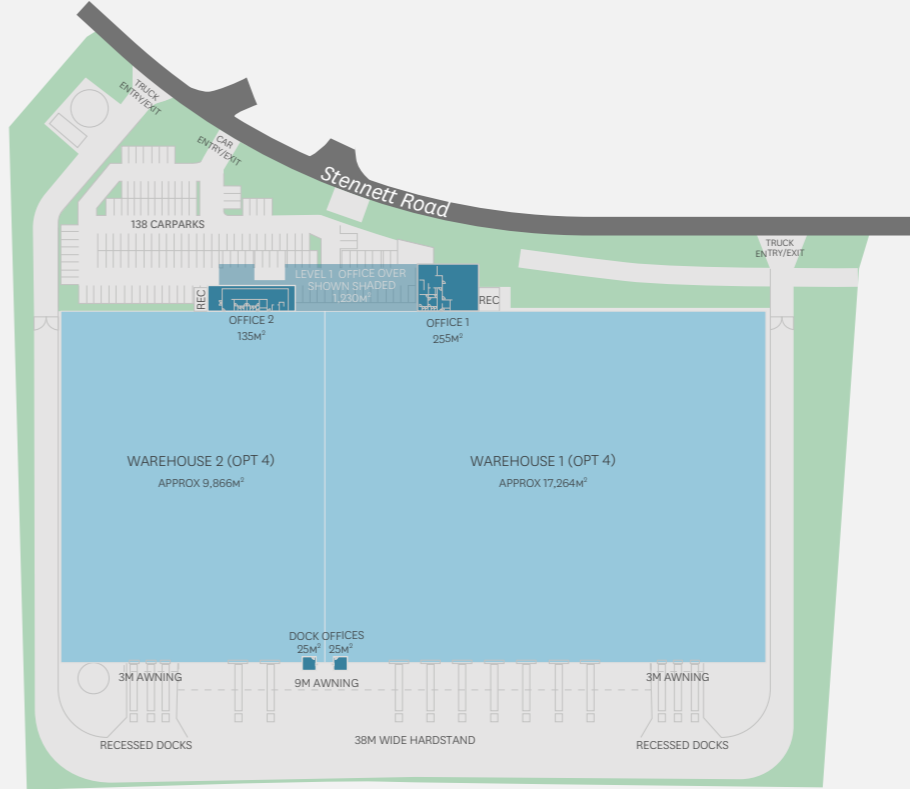 TRUCK
ENTRY/EXIT
CAR
ENTRY/EXIT
Stennett Road
138 CARPARKS
TRUCK
ENTRY/EXIT
LEVEL 1 OFFICE OVER
SHOWN SHADED
1,230M²
REC
REC
OFFICE 2
135M²
OFFICE 1
255M²
WAREHOUSE 2 (OPT 4)
APPROX 9,866M²
WAREHOUSE 1 (OPT 4)
APPROX 17,264M²
DOCK OFFICES
25M² 25M²
3M AWNING
9M AWNING
3M AWNING
RECESSED DOCKS
38M WIDE HARDSTAND
RECESSED DOCKS